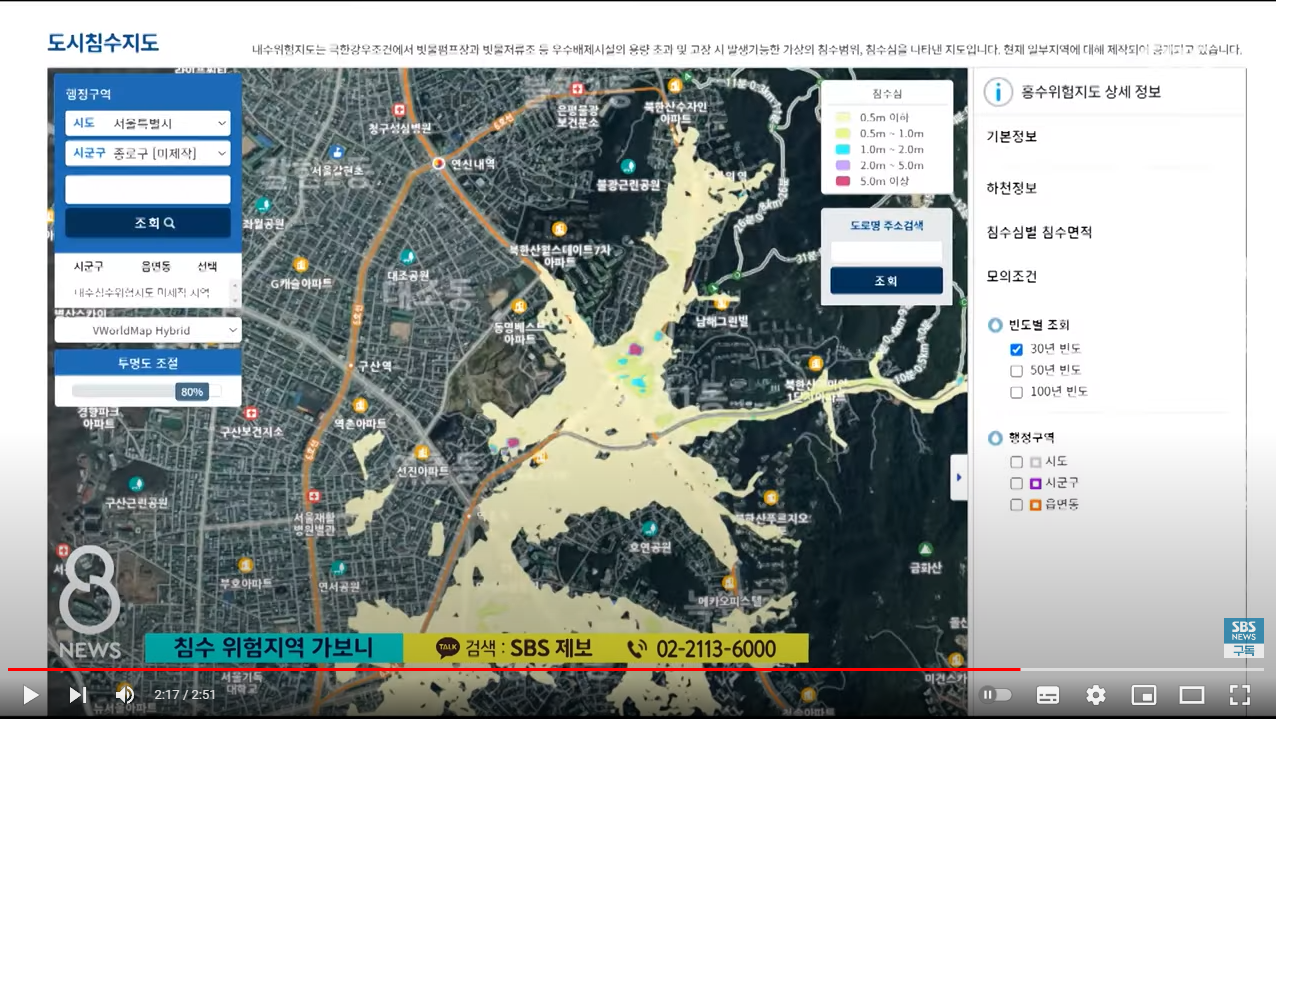 도시침수지도
내수위험지도는 극한강우조건에서 빗물펌프장과 빗물저류조 등 우수배제시설의 용량 초과 및 고장 시 발생가능한 가상의 침수범위, 침수심을 나타낸 지도입니다. 현재 일부지역에 대해 제작되어 공개되고 있습니다.
행정구역
시도 서울특별시
시군구 종로구 [미제작]
조회
시군구 읍면동 선택
내수침수위험지도 미제작 지역
VWorldMap Hybrid
투명도 조절
80%
침수심
0.5m 이하
0.5m ~ 1.0m
1.0m ~ 2.0m
2.0m ~ 5.0m
5.0m 이상
도로명 주소검색
조회
홍수위험지도 상세 정보
기본정보
하천정보
침수심별 침수면적
모의조건
빈도별 조회
30년 빈도
50년 빈도
100년 빈도
행정구역
시도
시군구
읍면동
은평불광
보건분소
북한산수자인
아파트
청구성심병원
연신내역
6호선
서울갈현초
불광근린공원
북한산힐스테이트7차
아파트
대조공원
G캐슬아파트
동명베스트
아파트
남해그린빌
구산역
역촌아파트
구산보건지소
경향파크
아파트
선진아파트
구산근린공원
서울재활
병원별관
북한산푸르지오
호연공원
금화산
부호아파트
연서공원
메카오피스텔
서울기독
대학교
8
NEWS
침수 위험지역 가보니
TALK 검색 : SBS 제보 02-2113-6000
SBS
NEWS
구독
2:17 / 2:51